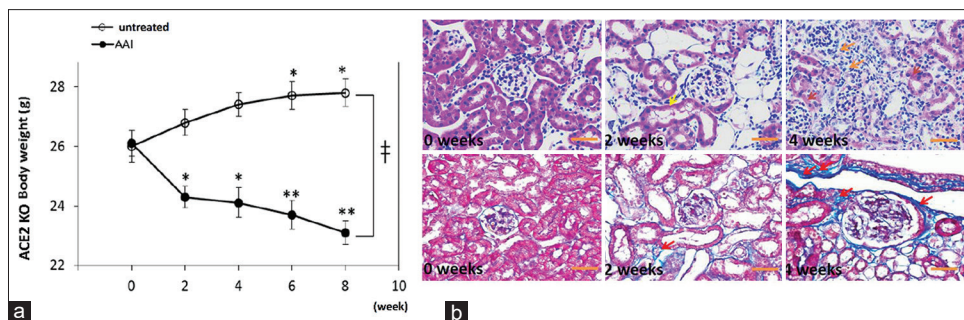 untreated
AAI
ACE2 KO Body weight (g)
28
26
24
22
* *
* * ** **
‡
0 2 4 6 8 10
(week)
a
0 weeks
2 weeks
4 weeks
0 weeks
2 weeks
4 weeks
b